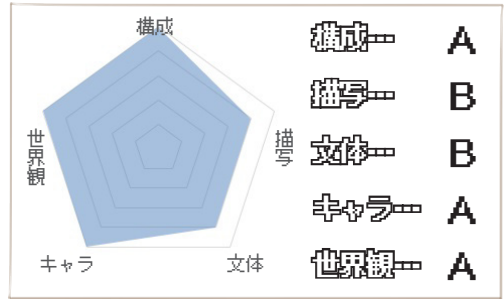 構成
描写
文体
キャラ
世界観
構成… A
描写… B
文体… B
キャラ… A
世界観… A